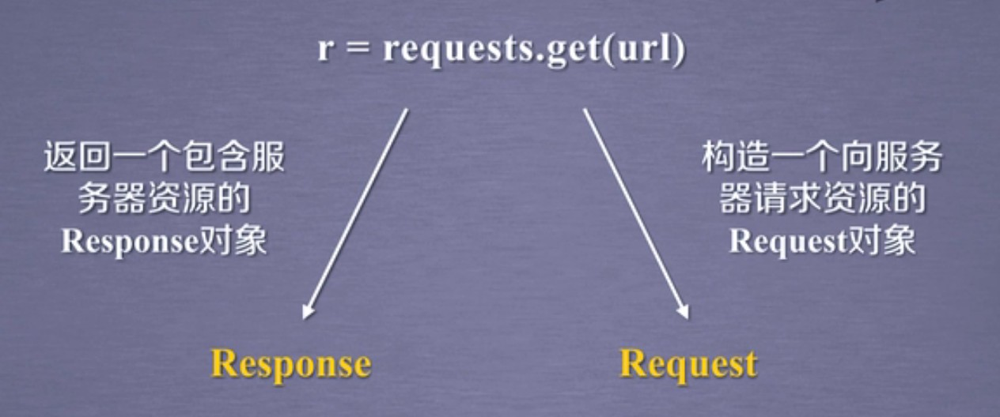 r = requests.get(url)
返回一个包含服
务器资源的
Response对象
构造一个向服务
器请求资源的
Request对象
Response
Request